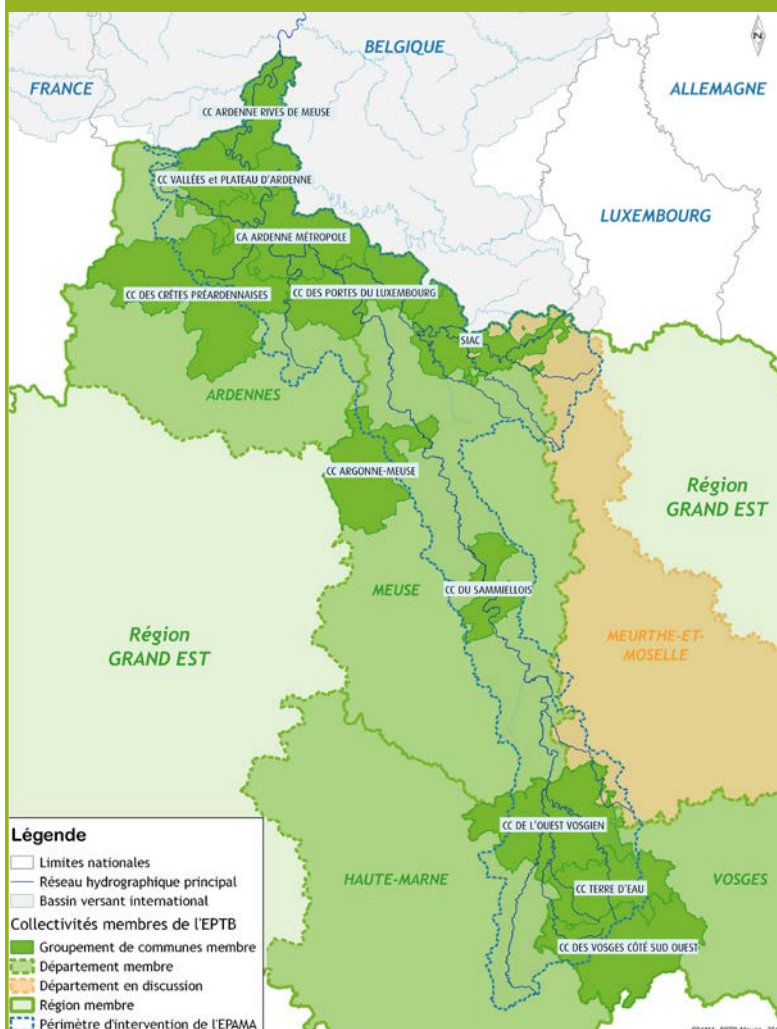 BELGIQUE
FRANCE
ALLEMAGNE
CC ARDENNE RIVES DE MEUSE
CC VALLÉES et PLATEAU D'ARDENNE
LUXEMBOURG
CA ARDENNE MÉTROPOLE
CC DES CRÊTES PRÉARDENNAISES
CC DES PORTES DU LUXEMBOURG
SIAC
ARDENNES
CC ARGONNE-MEUSE
Région
GRAND EST
MEUSE
CC DU SAMMIELLOIS
Région
GRAND EST
MEURTHE-ET-
MOSELLE
CC DE L'OUEST VOSGIEN
HAUTE-MARNE
CC TERRE D'EAU
VOSGES
CC DES VOSGES CÔTÉ SUD OUEST
Légende
Limites nationales
Réseau hydrographique principal
Bassin versant international
Collectivités membres de l'EPTB
Groupement de communes membre
Département membre
Département en discussion
Région membre
Périmètre d'intervention de l'EPAMA